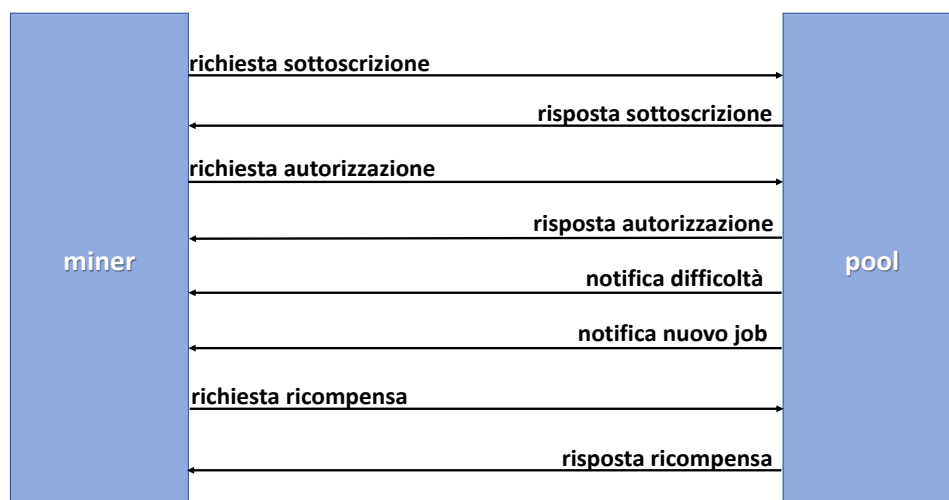 richiesta sottoscrizione
risposta sottoscrizione
richiesta autorizzazione
risposta autorizzazione
miner
pool
notifica difficoltà
notifica nuovo job
richiesta ricompensa
risposta ricompensa